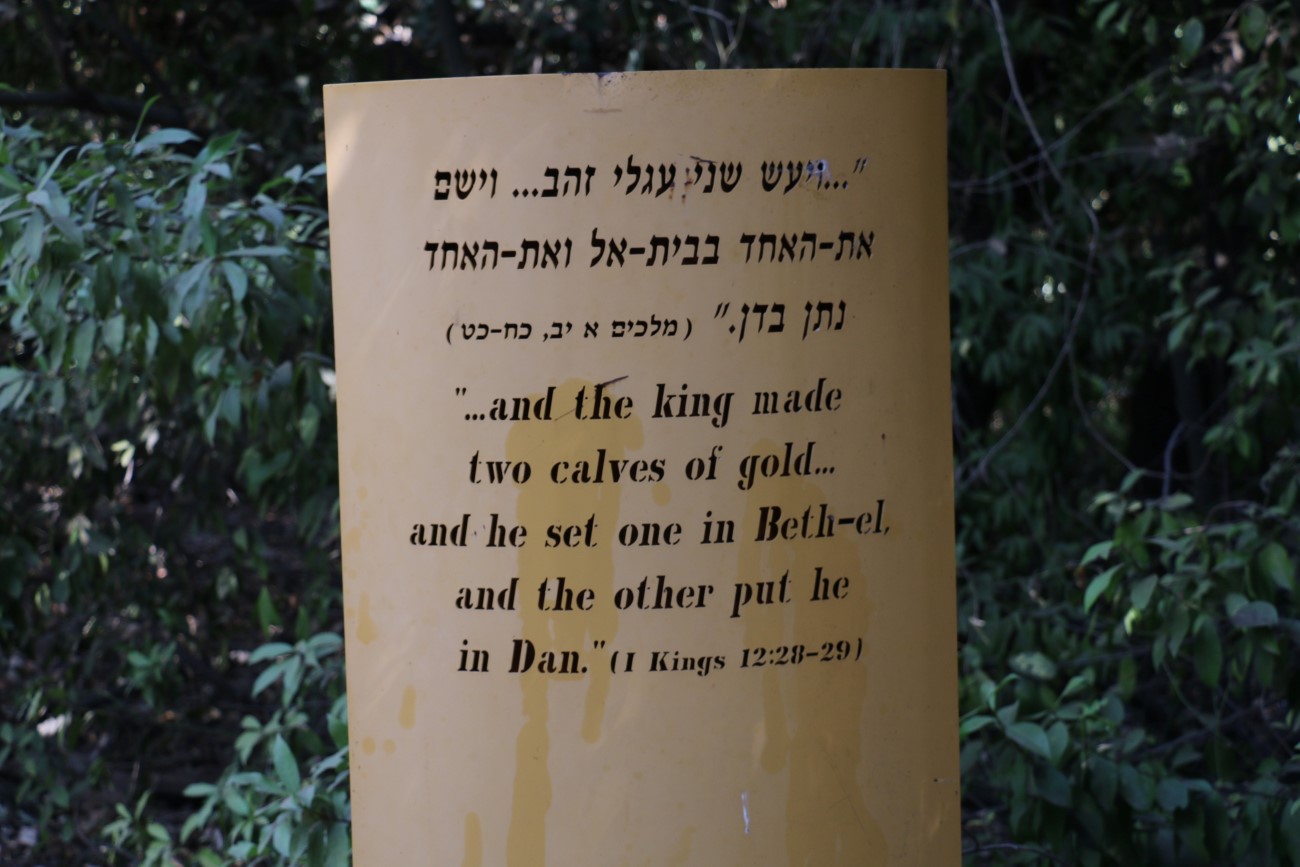 "...ויעש שני עגלי זהב... וישם
את-האחד בבית-אל ואת-האחד
נתן בדן." (מלכים א יב, כח-כט)
"...and the king made
two calves of gold...
and he set one in Beth-el,
and the other put he
in Dan." (I Kings 12:28-29)